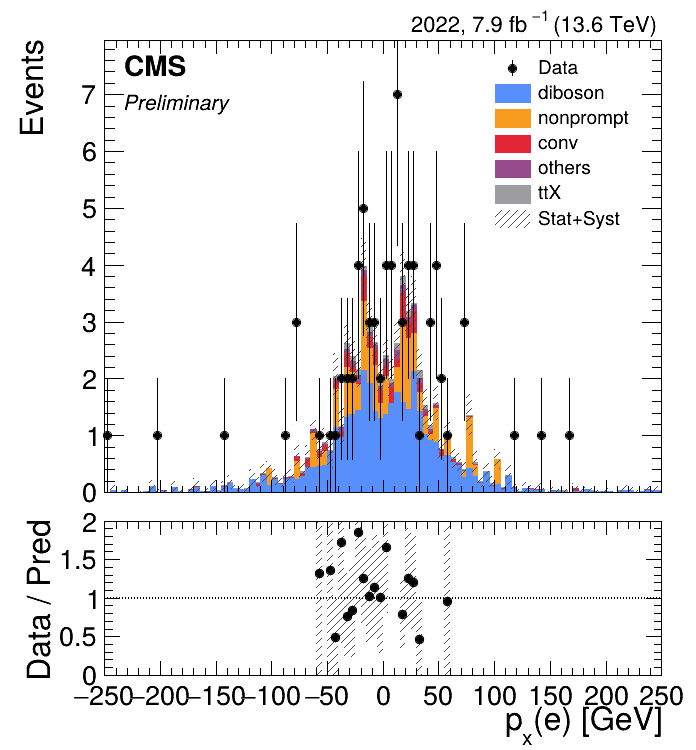 2022, 7.9 fb⁻¹ (13.6 TeV)
Events
CMS
Preliminary
Data
diboson
nonprompt
conv
others
ttX
Stat+Syst
7
6
5
4
3
2
1
0
Data / Pred
2
1.5
1
0.5
0
−250 −200 −150 −100 −50 0 50 100 150 200 250
pₓ(e) [GeV]